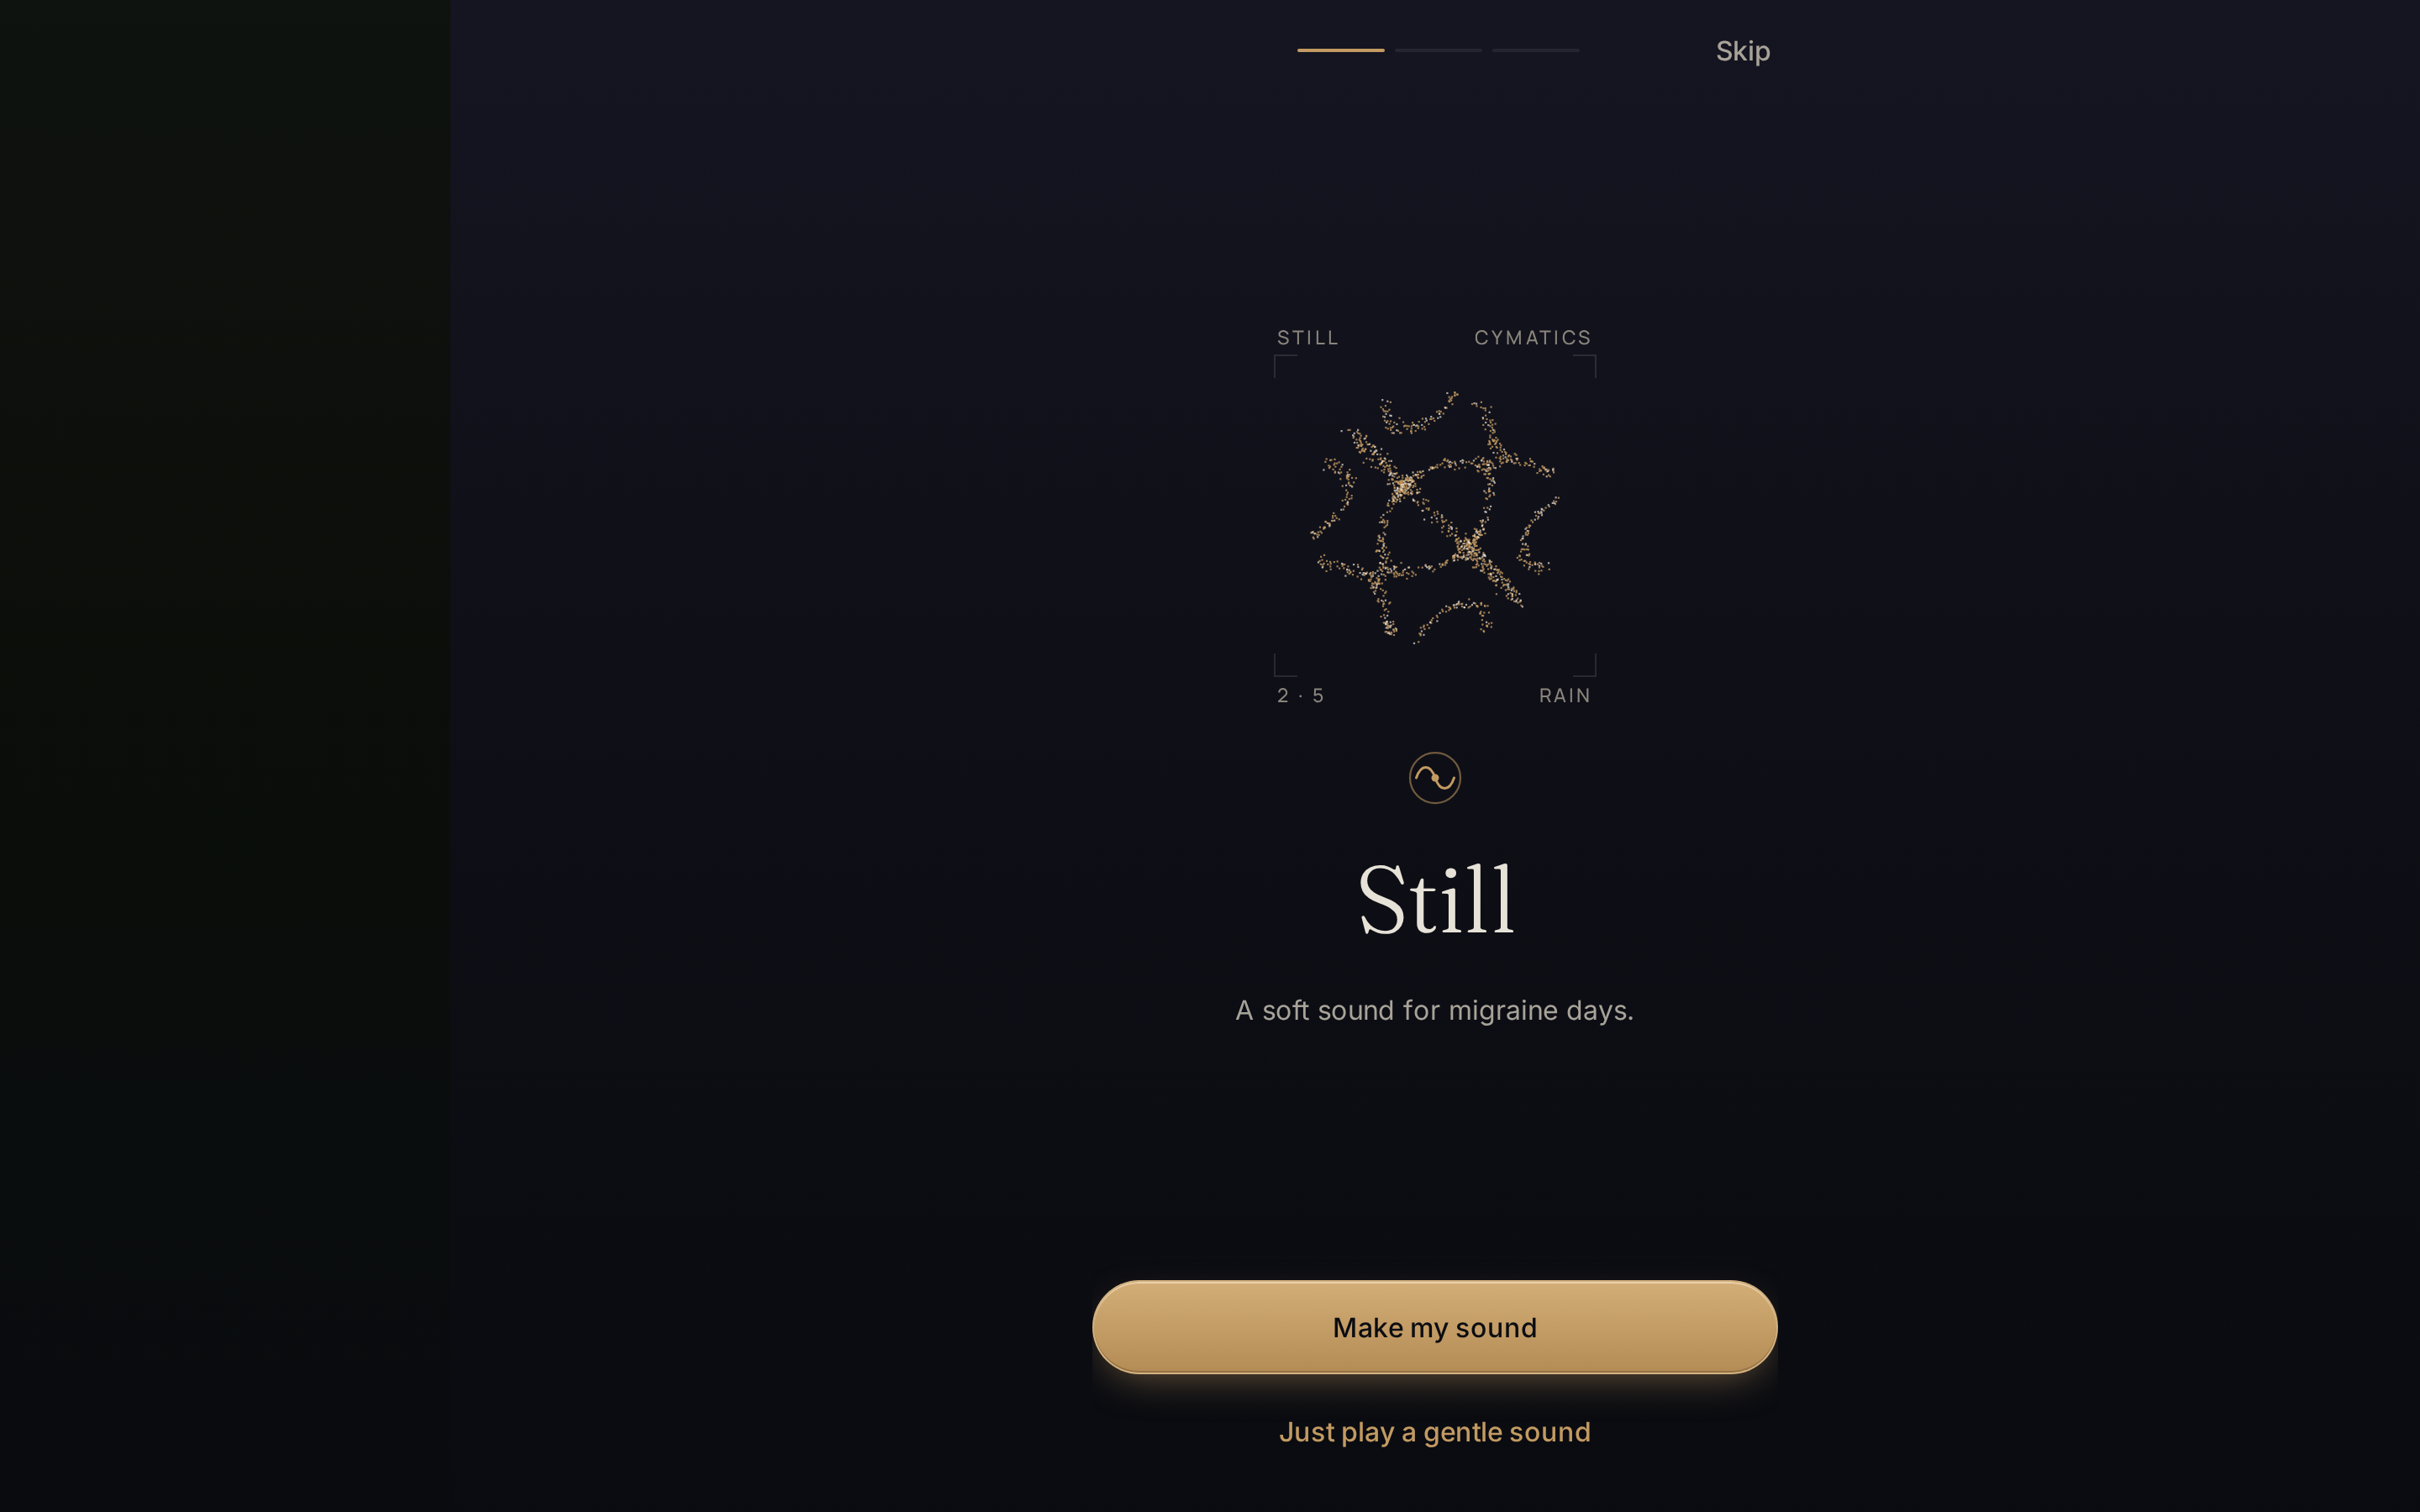 Skip
STILL CYMATICS
2 · 5 RAIN
Still
A soft sound for migraine days.
Make my sound
Just play a gentle sound